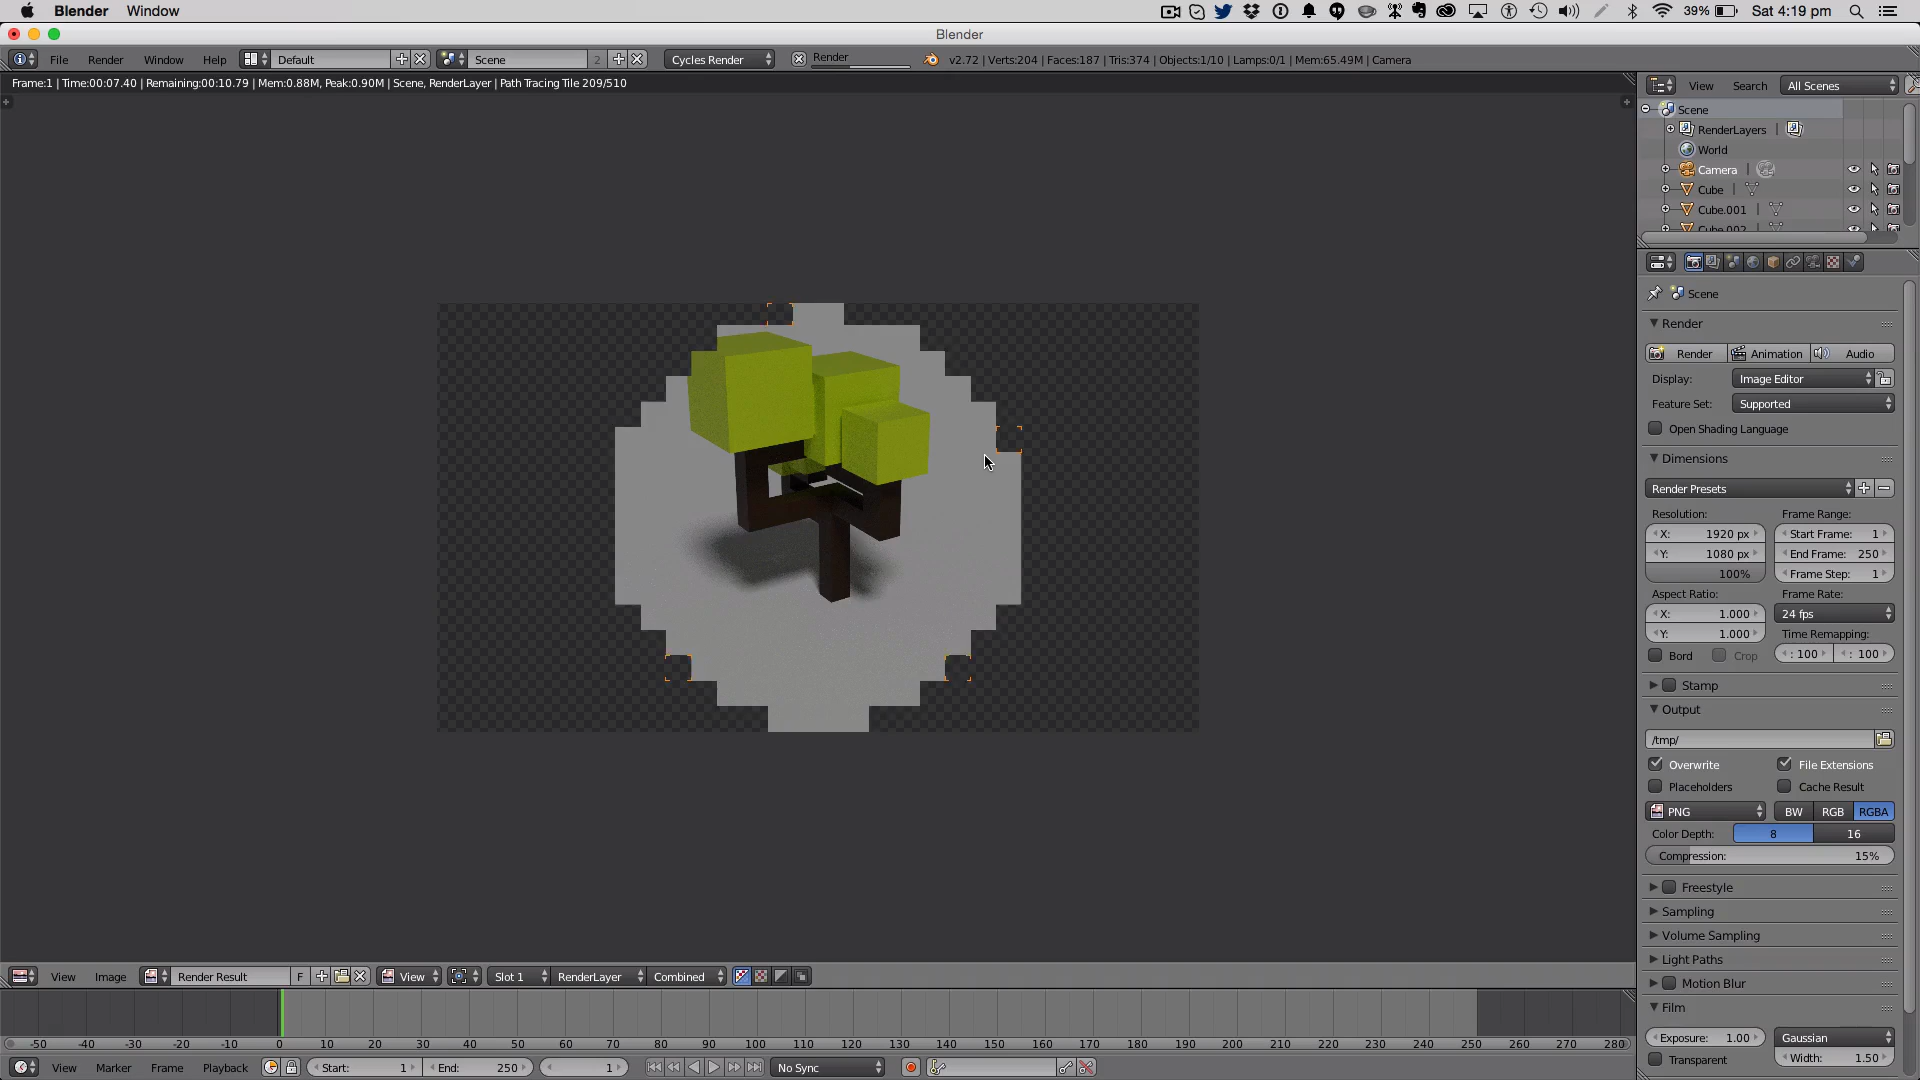 Blender Window 39% Sat 4:19 pm
Blender
File Render Window Help Default Scene 2 Cycles Render Render v2.72 | Verts:204 | Faces:187 | Tris:374 | Objects:1/10 | Lamps:0/1 | Mem:65.49M | Camera
Frame:1 | Time:00:07.40 | Remaining:00:10.79 | Mem:0.88M, Peak:0.90M | Scene, RenderLayer | Path Tracing Tile 209/510
View Search All Scenes
Scene
RenderLayers |
World
Camera |
Cube |
Cube.001 |
Cube.002
Scene
Render
Render Animation Audio
Display: Image Editor
Feature Set: Supported
Open Shading Language
Dimensions
Render Presets
Resolution: Frame Range:
X: 1920 px Start Frame: 1
Y: 1080 px End Frame: 250
100% Frame Step: 1
Aspect Ratio: Frame Rate:
X: 1.000 24 fps
Y: 1.000 Time Remapping:
Bord Crop : 100 : 100
Stamp
Output
/tmp/
Overwrite File Extensions
Placeholders Cache Result
PNG BW RGB RGBA
Color Depth: 8 16
Compression: 15%
Freestyle
Sampling
Volume Sampling
Light Paths
Motion Blur
Film
Exposure: 1.00 Gaussian
Transparent Width: 1.50
View Image Render Result F View Slot 1 RenderLayer Combined
-50 -40 -30 -20 -10 0 10 20 30 40 50 60 70 80 90 100 110 120 130 140 150 160 170 180 190 200 210 220 230 240 250 260 270 280
View Marker Frame Playback Start: 1 End: 250 1 No Sync